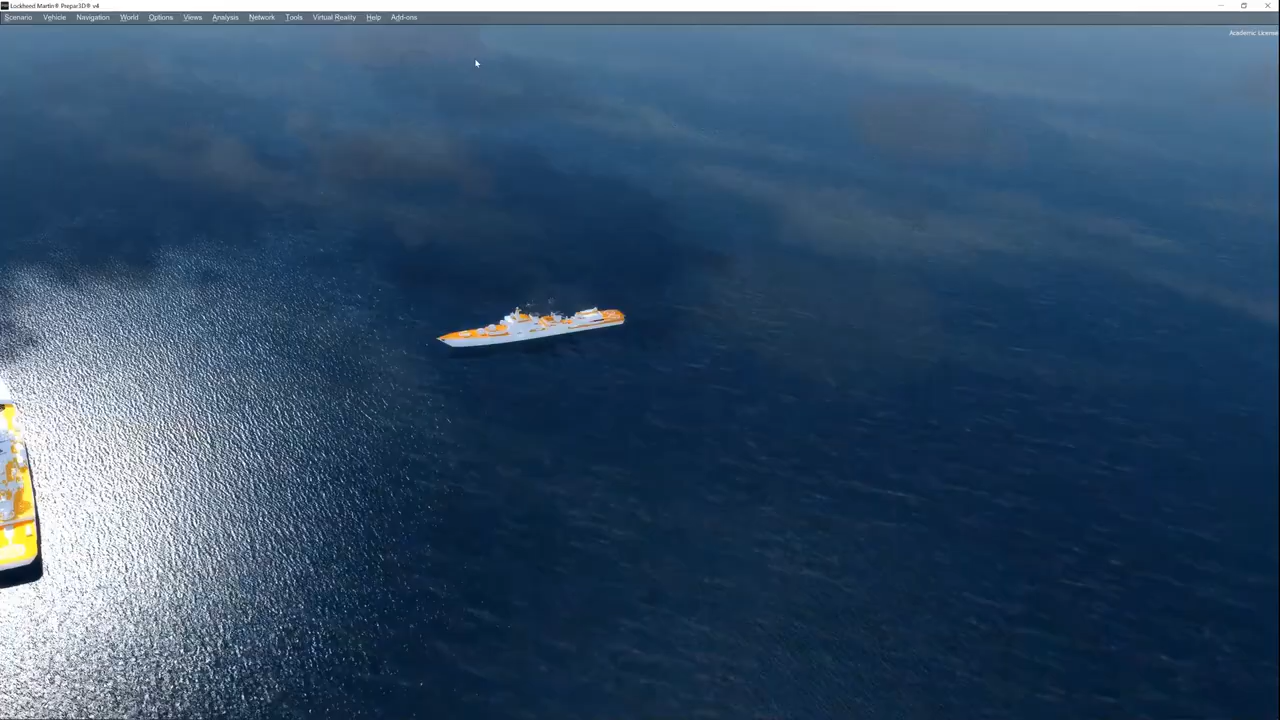 Lockheed Martin® Prepar3D® v4
Scenario Vehicle Navigation World Options Views Analysis Network Tools Virtual Reality Help Add-ons
Academic License